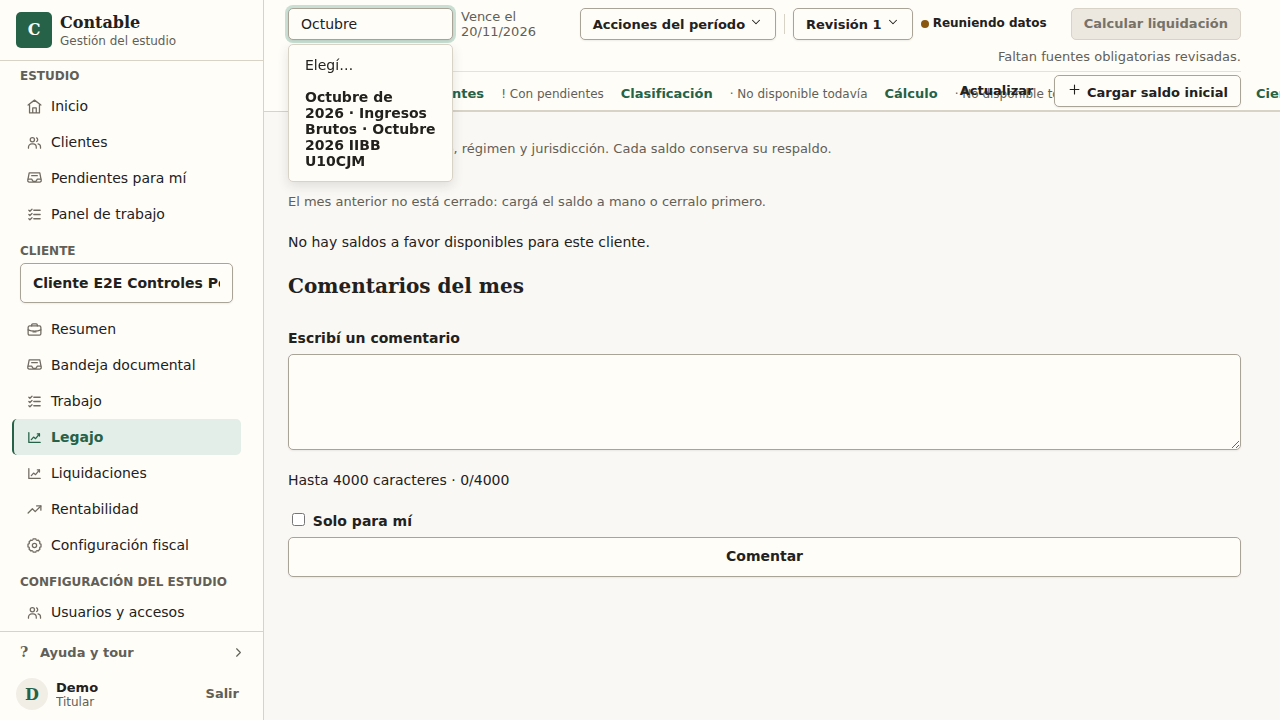 C
Contable
Gestión del estudio
ESTUDIO
Inicio
Clientes
Pendientes para mí
Panel de trabajo
CLIENTE
Cliente E2E Controles
Resumen
Bandeja documental
Trabajo
Legajo
Liquidaciones
Rentabilidad
Configuración fiscal
CONFIGURACIÓN DEL ESTUDIO
Usuarios y accesos
? Ayuda y tour
D
Demo
Titular
Salir
Octubre
Vence el
20/11/2026
Acciones del período
Revisión 1
Reuniendo datos
Calcular liquidación
Faltan fuentes obligatorias revisadas.
Elegí…
Octubre de
2026 · Ingresos
Brutos · Octubre
2026 IIBB
U10CJM
ntes ! Con pendientes Clasificación · No disponible todavía Cálculo · No disponible
Actualizar
+ Cargar saldo inicial
, régimen y jurisdicción. Cada saldo conserva su respaldo.
El mes anterior no está cerrado: cargá el saldo a mano o cerralo primero.
No hay saldos a favor disponibles para este cliente.
Comentarios del mes
Escribí un comentario
Hasta 4000 caracteres · 0/4000
Solo para mí
Comentar